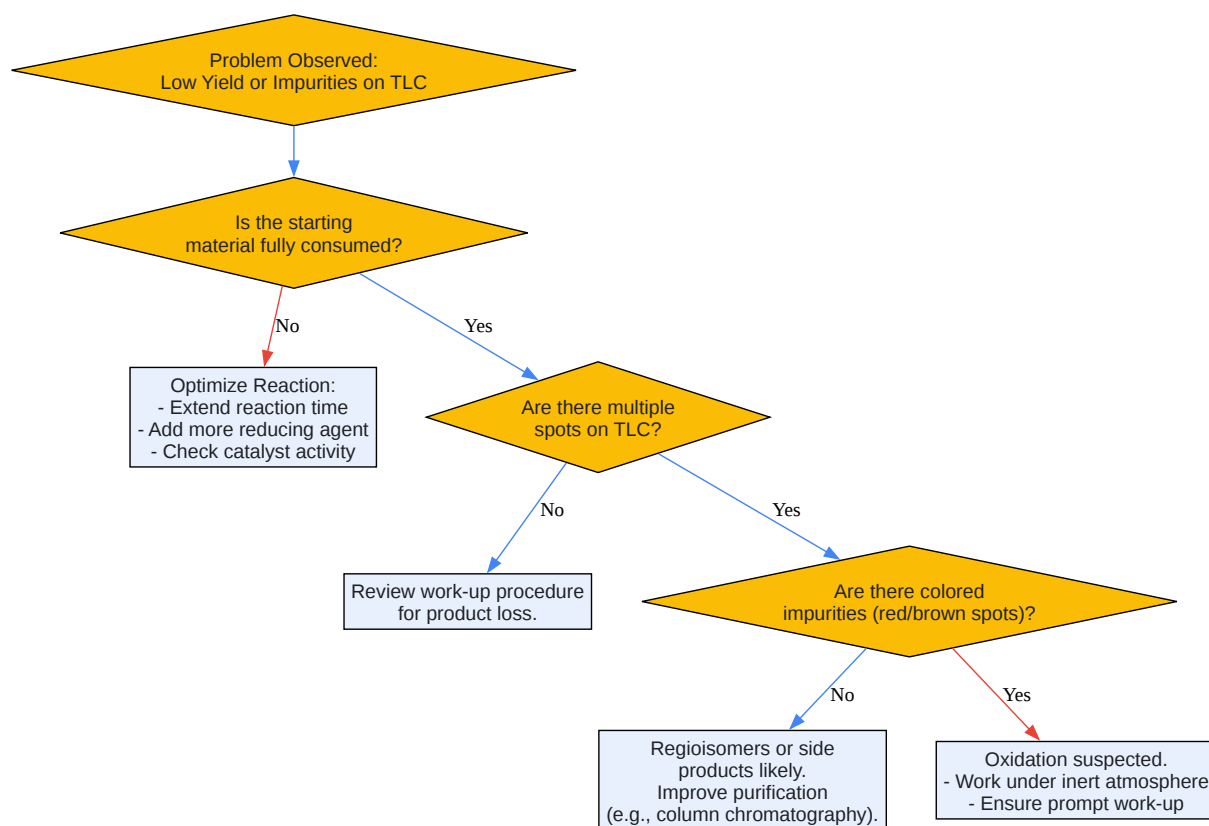 Problem Observed:
Low Yield or Impurities on TLC
Is the starting
material fully consumed?
No
Yes
Optimize Reaction:
- Extend reaction time
- Add more reducing agent
- Check catalyst activity
Are there multiple
spots on TLC?
No
Yes
Review work-up procedure
for product loss.
Are there colored
impurities (red/brown spots)?
No
Yes
Regioisomers or side
products likely.
Improve purification
(e.g., column chromatography).
Oxidation suspected.
- Work under inert atmosphere
- Ensure prompt work-up